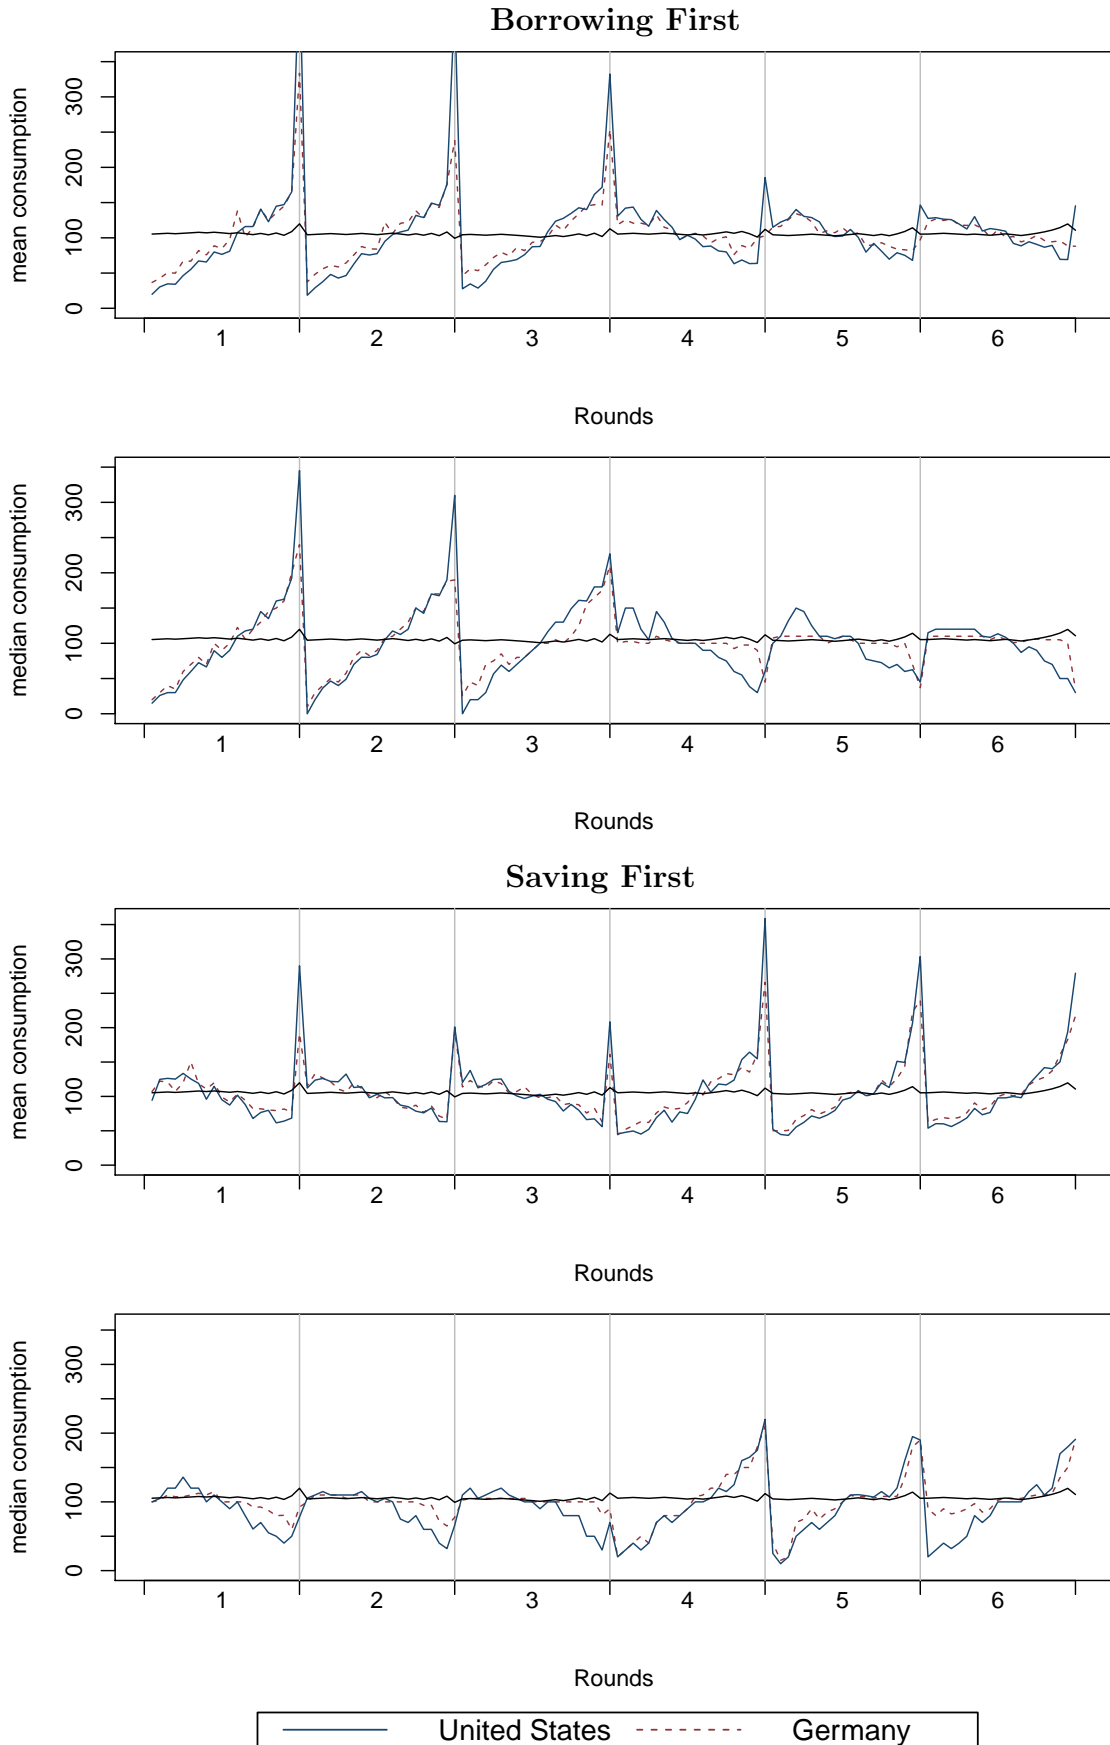 Borrowing First
mean consumption
300
200
100
0
1 2 3 4 5 6
Rounds
median consumption
300
200
100
0
1 2 3 4 5 6
Rounds
Saving First
mean consumption
300
200
100
0
1 2 3 4 5 6
Rounds
median consumption
300
200
100
0
1 2 3 4 5 6
Rounds
United States Germany